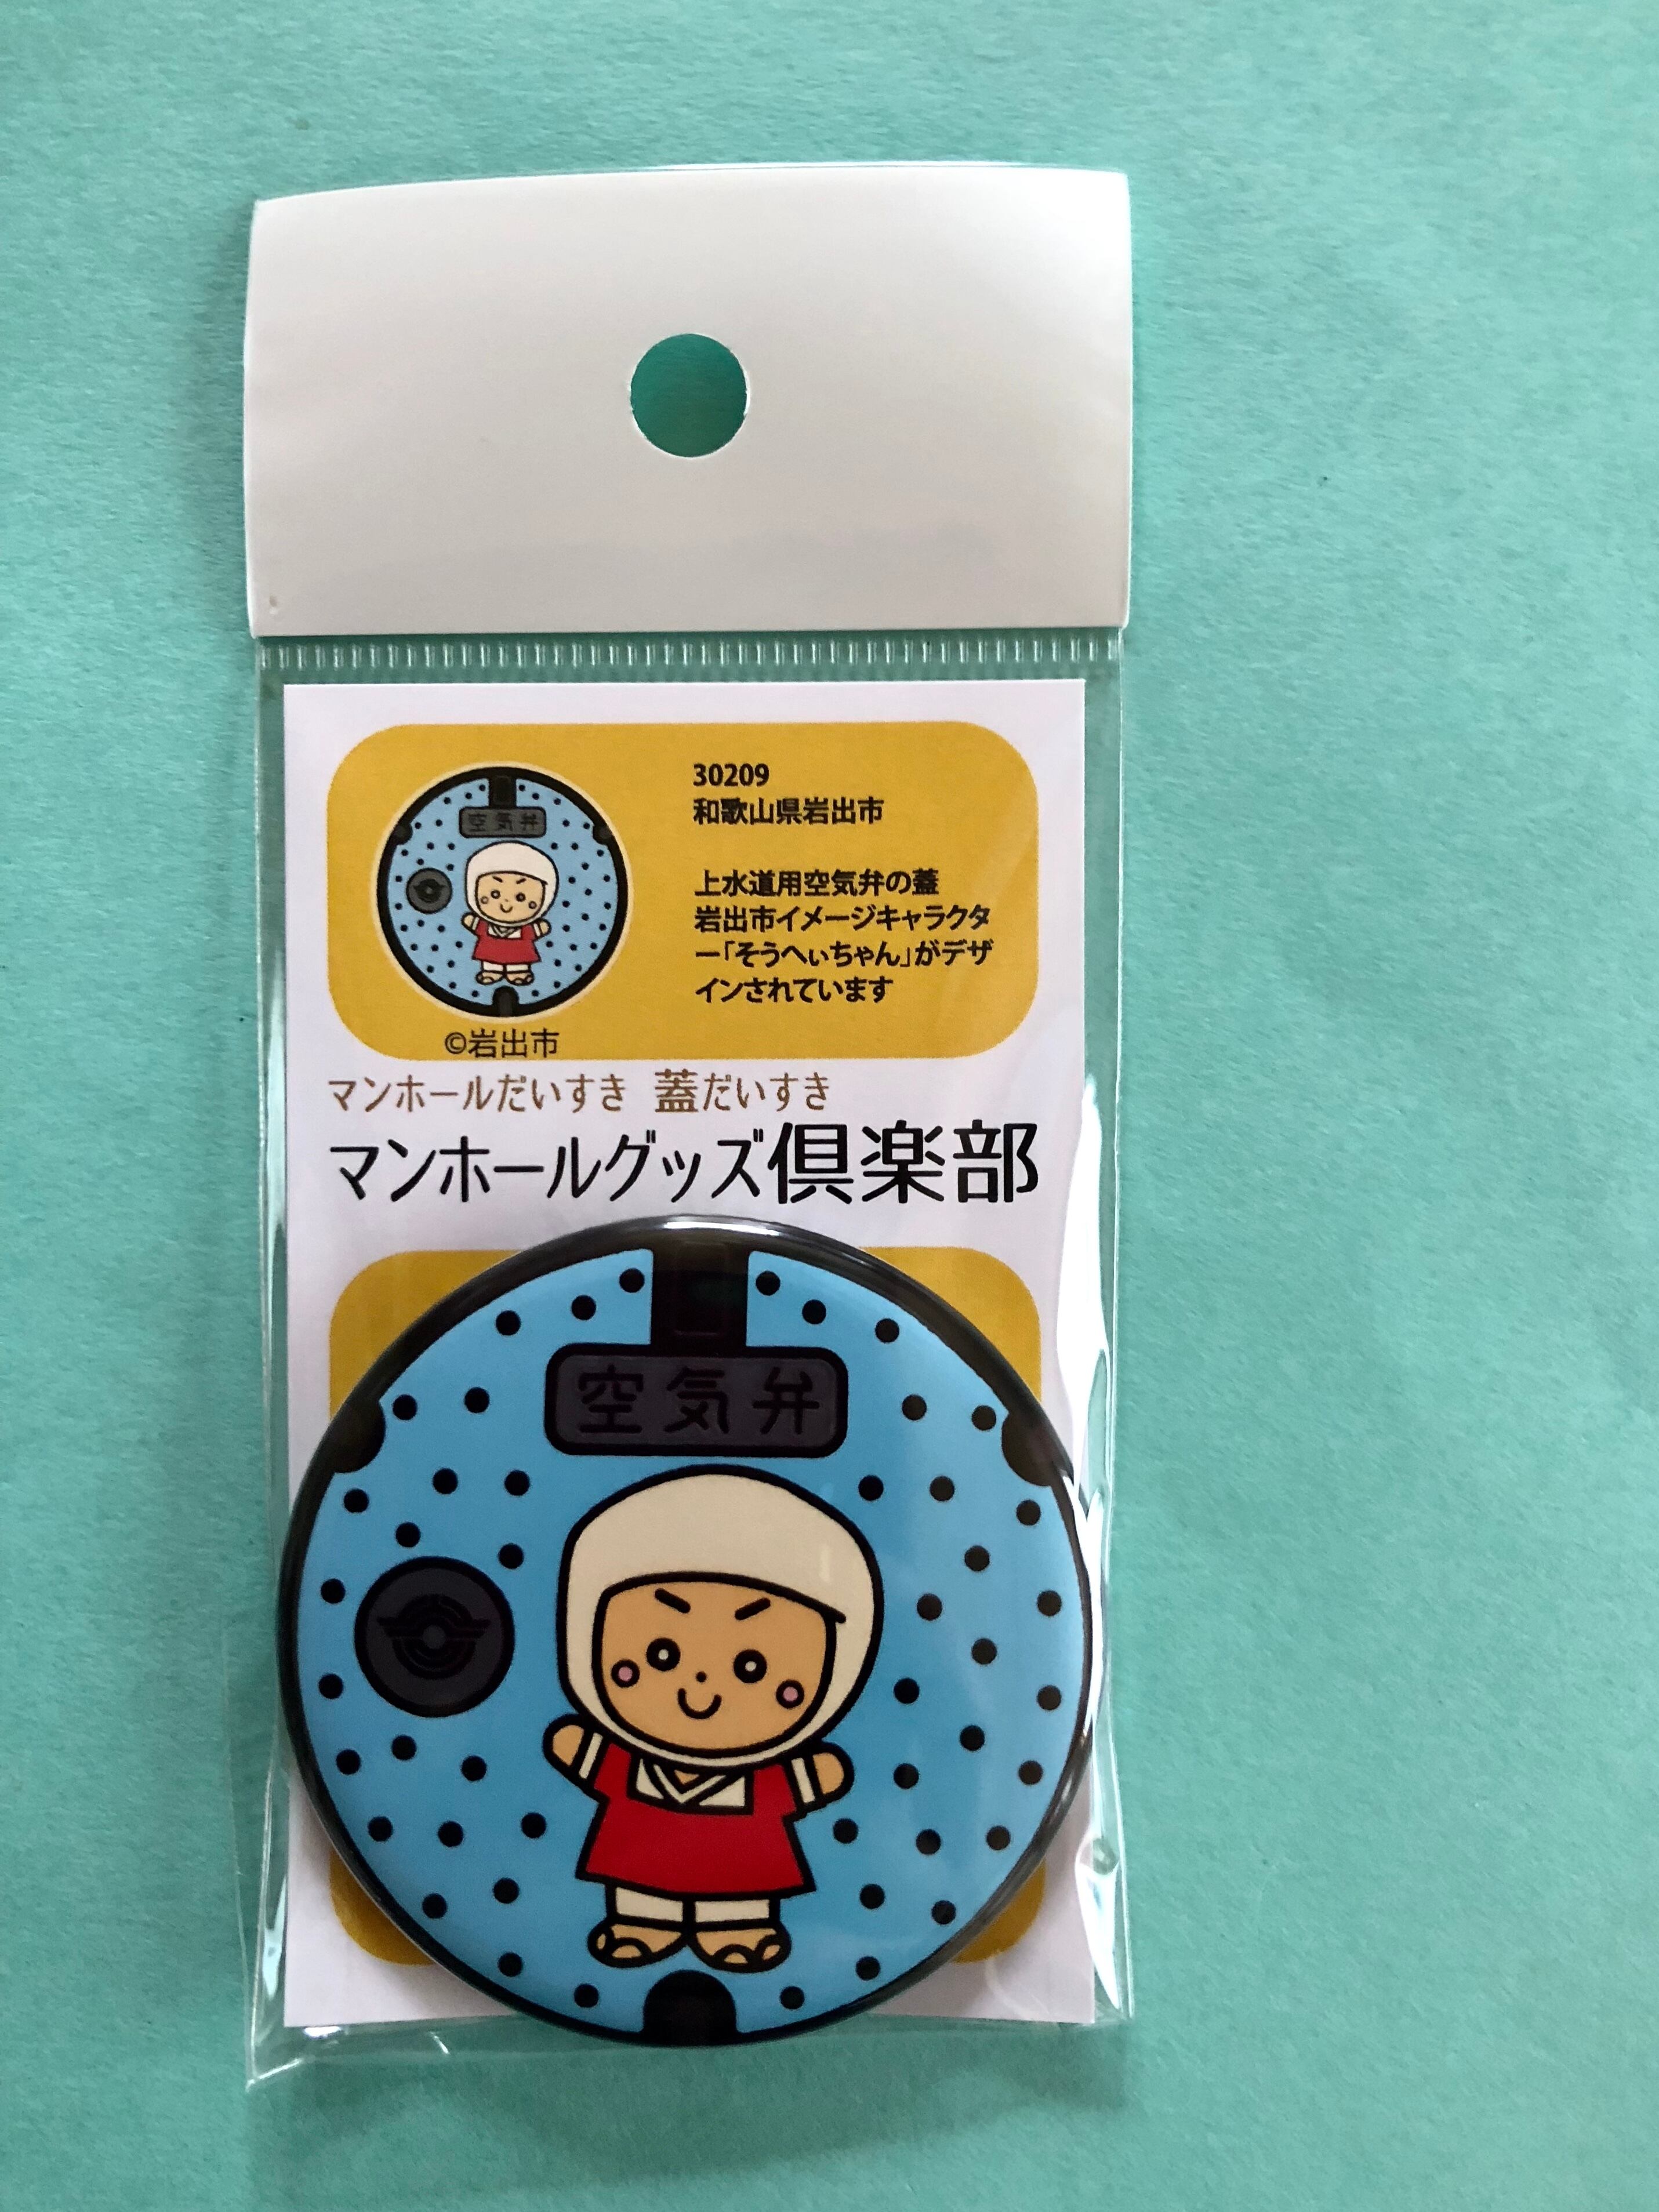 空気弁
30209
和歌山県岩出市
上水道用空気弁の蓋
岩出市イメージキャラクタ
ー「そうへぃちゃん」がデザ
インされています
©岩出市
マンホールだいすき 蓋だいすき
マンホールグッズ倶楽部
空気弁